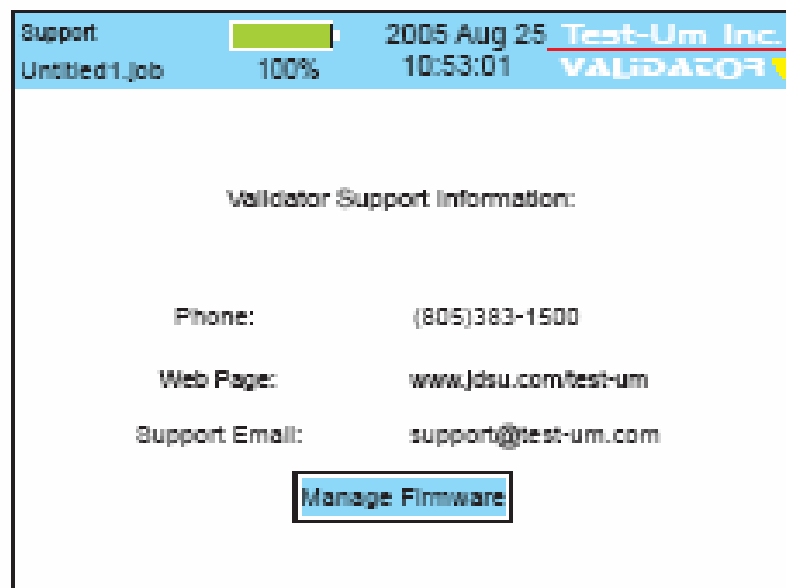 Support 2005 Aug 25 Test-Um Inc.
Untitled1.job 100% 10:53:01 VALIDATOR
Validator Support Information:
Phone: (805)383-1500
Web Page: www.jdsu.com/test-um
Support Email: support@test-um.com
Manage Firmware